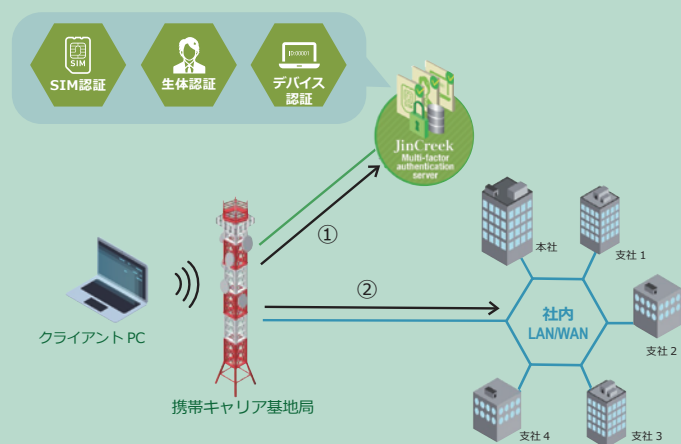 SIM
SIM認証
生体認証
デバイス
認証
JinCreek
Multi-factor
authentication
server
①
②
クライアント PC
携帯キャリア基地局
本社
支社 1
社内
LAN/WAN
支社 2
支社 4
支社 3